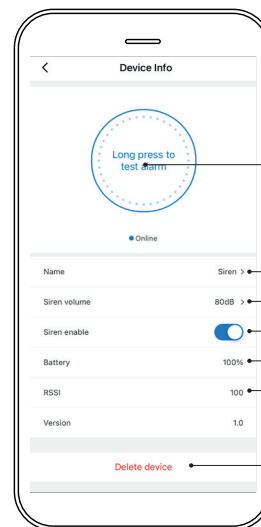 Device Info
Long press to
test alarm
Online
Name Siren >
Siren volume 80dB >
Siren enable
Battery 100%
RSSI 100
Version 1.0
Delete device